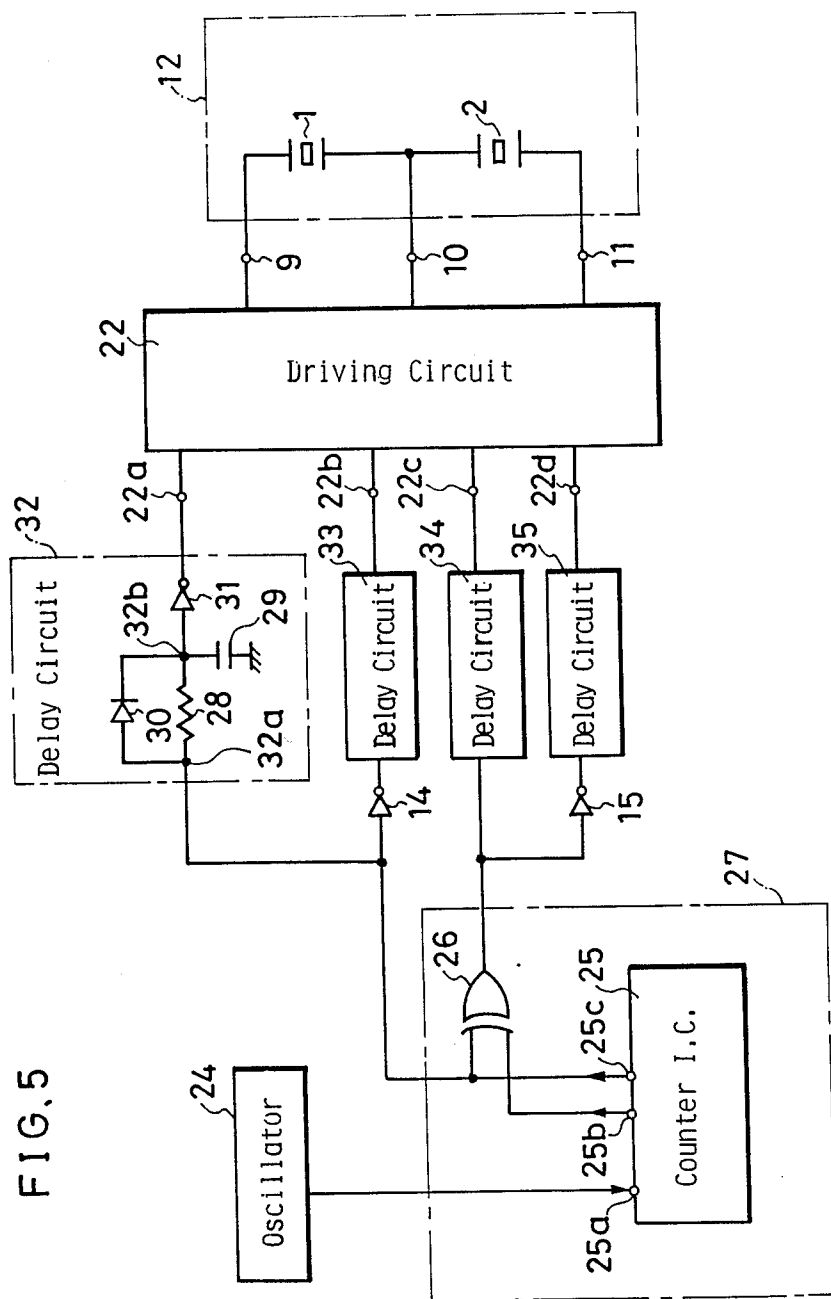 FIG. 5
24
Oscillator
27
26
25
25c
25b
25a
Counter I.C.
32
Delay Circuit
30
28
32a
32b
31
29
14
33
Delay Circuit
34
Delay Circuit
15
35
Delay Circuit
22a
22b
22c
22d
22
Driving Circuit
9
10
11
12
1
2